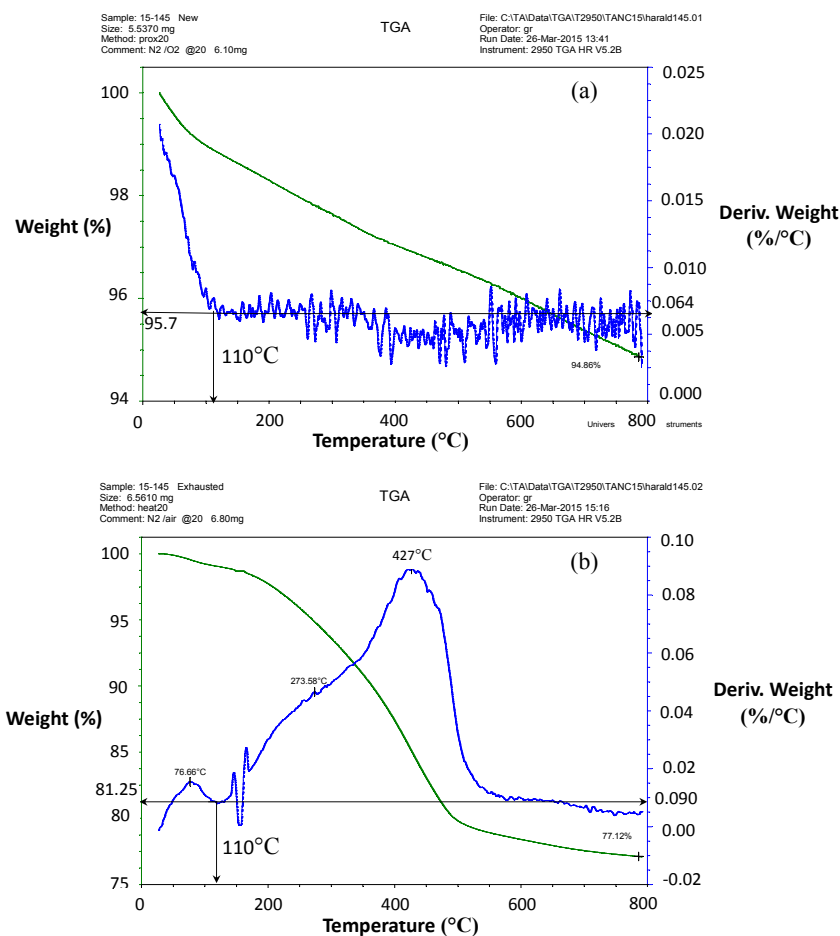 Sample: 15-145 New
Size: 5.5370 mg
Method: prox20
Comment: N2 /O2 @20 6.10mg
TGA
File: C:\TA\Data\TGA\T2950\TANC15\harald145.01
Operator: gr
Run Date: 26-Mar-2015 13:41
Instrument: 2950 TGA HR V5.2B
(a)
100
98
96
95.7
94
Weight (%)
0.025
0.020
0.015
0.010
0.064
0.005
0.000
Deriv. Weight
(%/°C)
110°C
94.86%
0
200
400
600
800
Univers
struments
Temperature (°C)
Sample: 15-145 Exhausted
Size: 6.5610 mg
Method: heat20
Comment: N2 /air @20 6.80mg
TGA
File: C:\TA\Data\TGA\T2950\TANC15\harald145.02
Operator: gr
Run Date: 26-Mar-2015 15:16
Instrument: 2950 TGA HR V5.2B
(b)
427°C
273.58°C
76.66°C
110°C
77.12%
100
95
90
85
81.25
80
75
Weight (%)
0.10
0.08
0.06
0.04
0.02
0.090
0.00
-0.02
Deriv. Weight
(%/°C)
0
200
400
600
800
Temperature (°C)